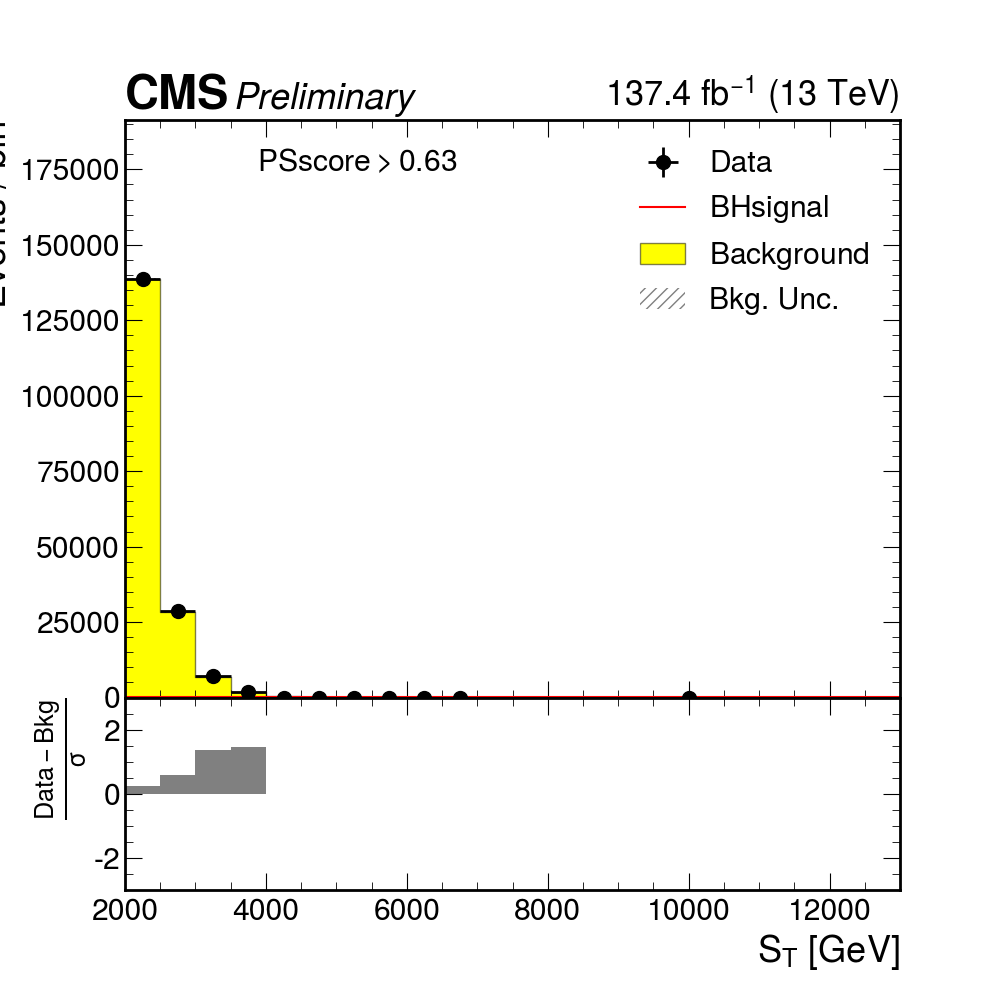 CMS Preliminary 137.4 fb⁻¹ (13 TeV)
PSscore > 0.63
Data
BHsignal
Background
Bkg. Unc.
175000
150000
125000
100000
75000
50000
25000
0
Data – Bkg
σ
2
0
-2
2000 4000 6000 8000 10000 12000
S_T [GeV]